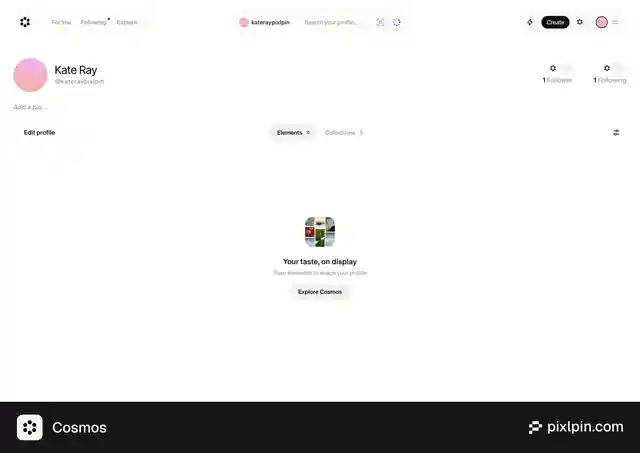 For You Following Explore kateraypixlpin Search your profile... Create
Kate Ray
@kateraypixlpin
1 Follower 1 Following
Add a bio...
Edit profile Elements 0 Collections
Your taste, on display
Save elements to shape your profile
Explore Cosmos
Cosmos pixlpin.com